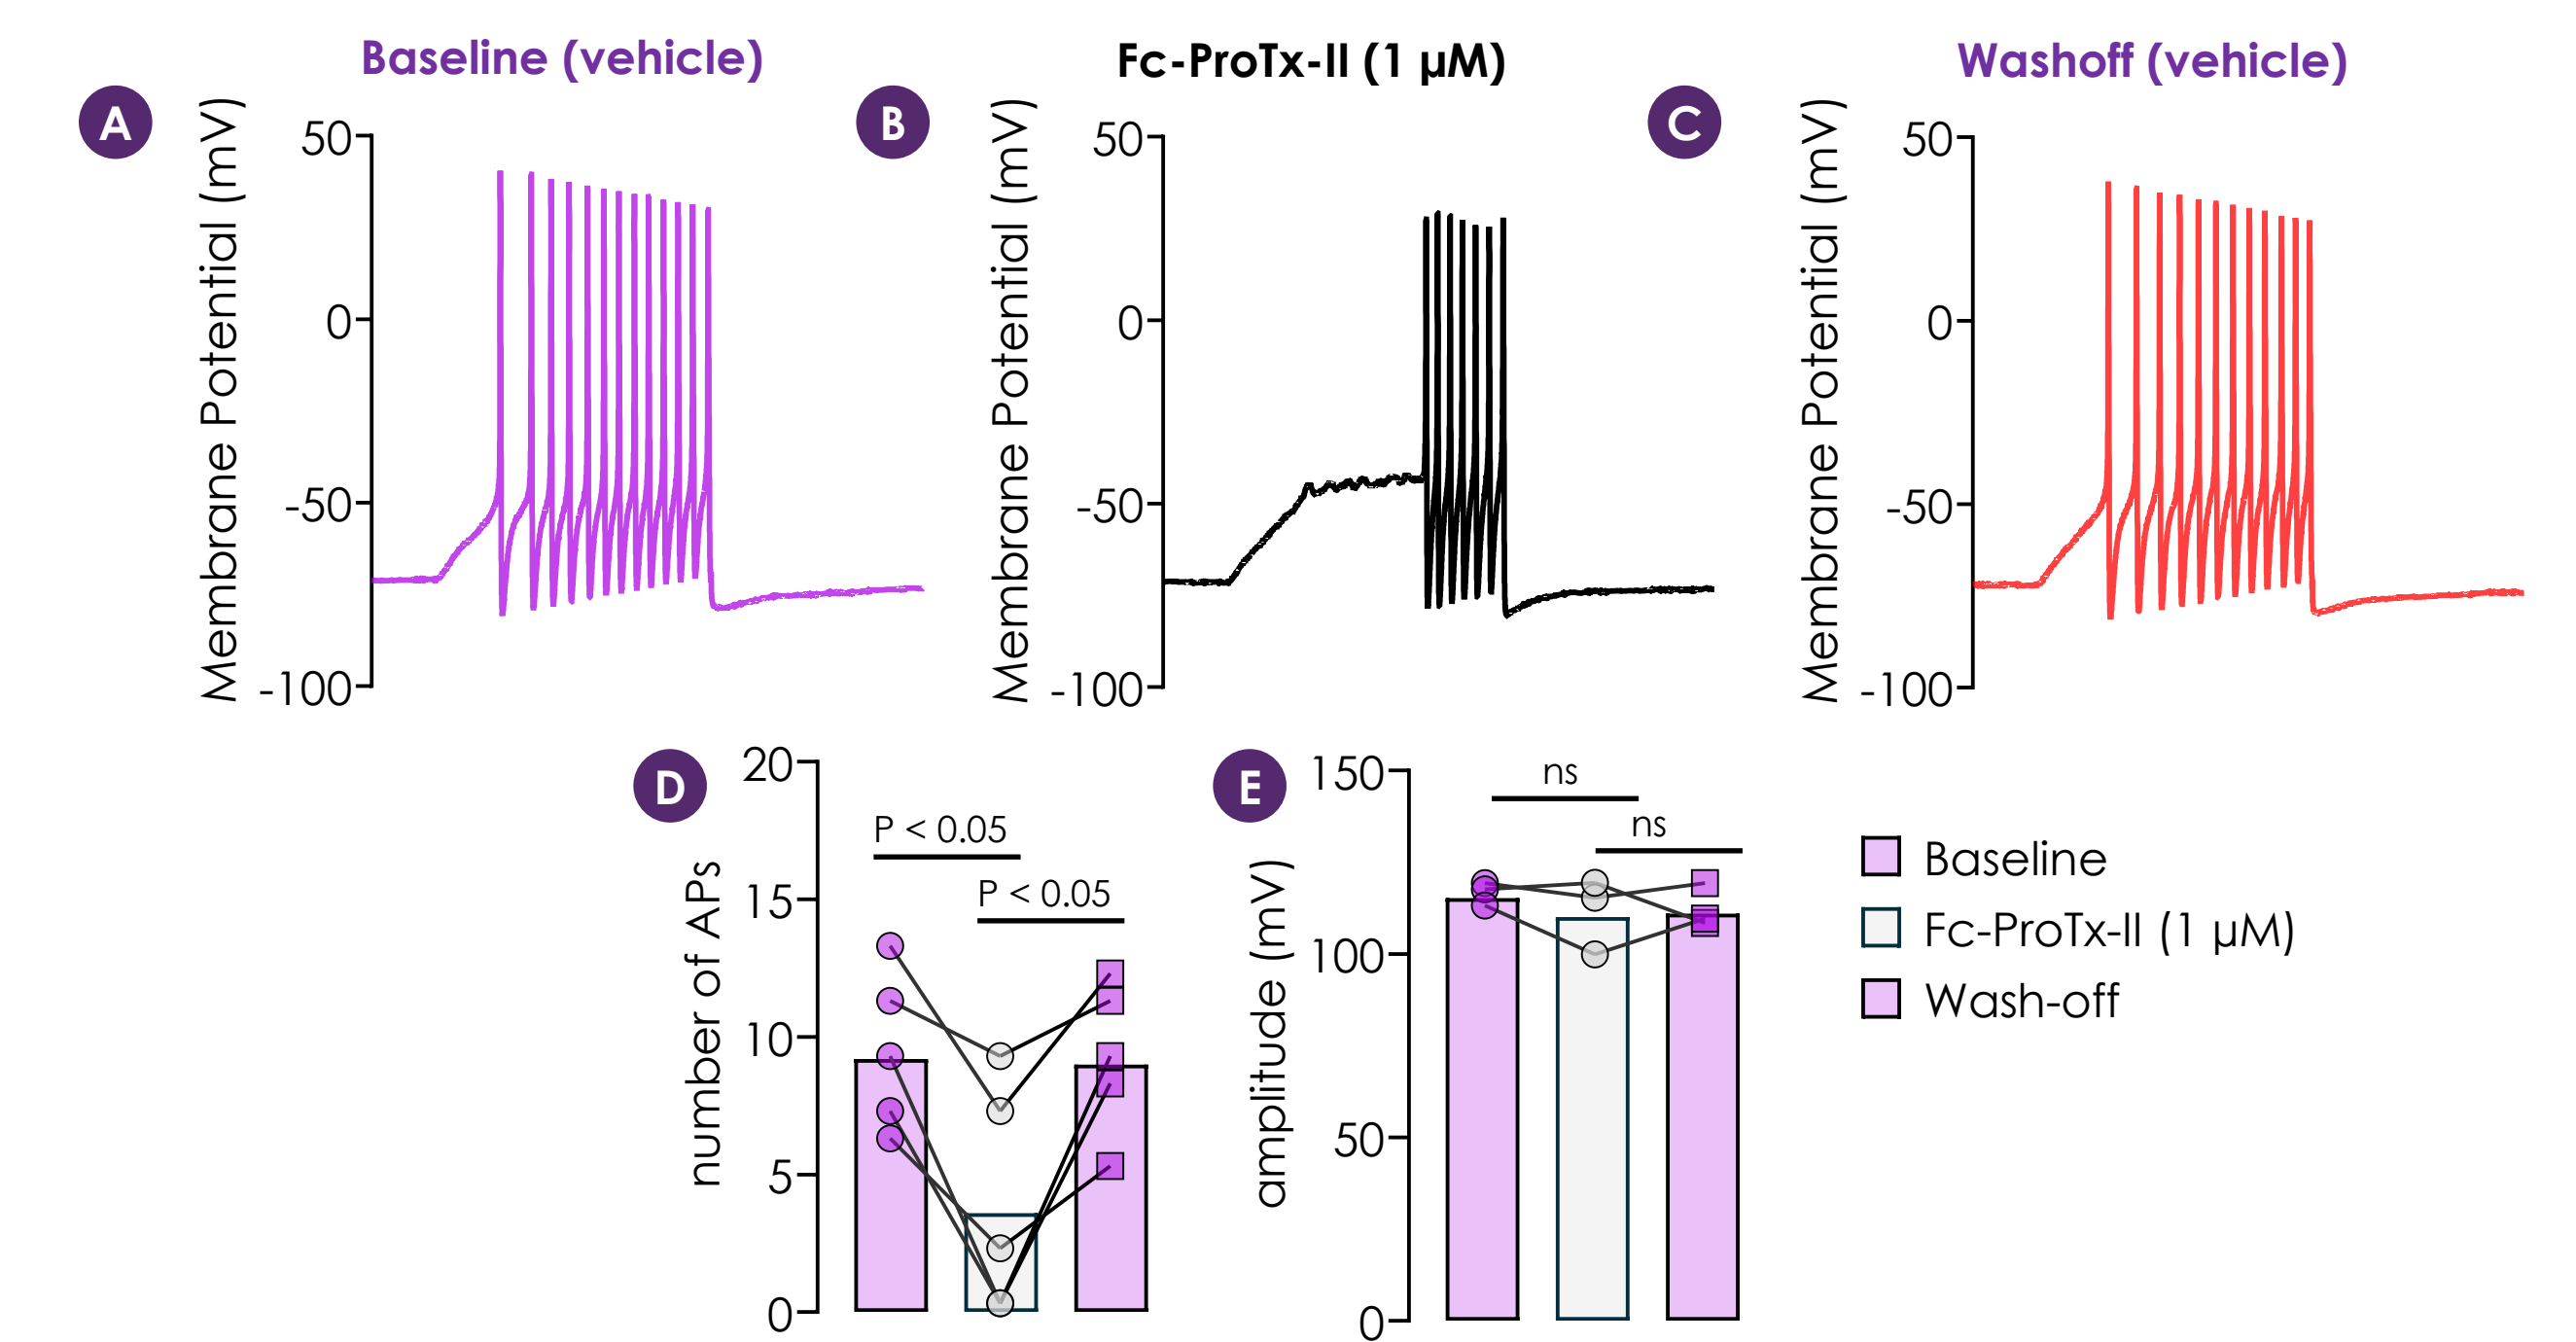 Baseline (vehicle)
Fc-ProTx-II (1 µM)
Washoff (vehicle)
A
Membrane Potential (mV)
50
0
-50
-100
B
Membrane Potential (mV)
50
0
-50
-100
C
Membrane Potential (mV)
50
0
-50
-100
D
number of APs
20
15
10
5
0
P < 0.05
P < 0.05
E
amplitude (mV)
150
100
50
0
ns
ns
Baseline
Fc-ProTx-II (1 µM)
Wash-off